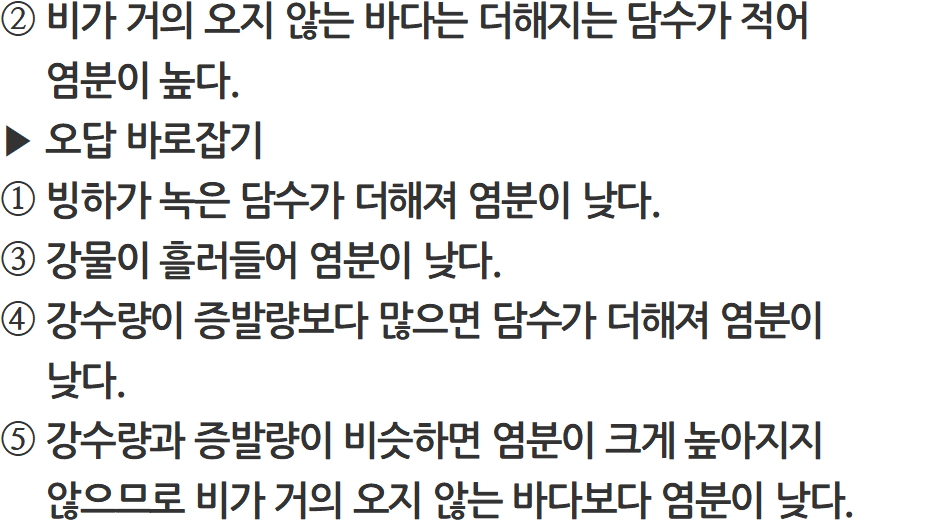 ② 비가 거의 오지 않는 바다는 더해지는 담수가 적어
염분이 높다.
▶ 오답 바로잡기
① 빙하가 녹은 담수가 더해져 염분이 낮다.
③ 강물이 흘러들어 염분이 낮다.
④ 강수량이 증발량보다 많으면 담수가 더해져 염분이
낮다.
⑤ 강수량과 증발량이 비슷하면 염분이 크게 높아지지
않으므로 비가 거의 오지 않는 바다보다 염분이 낮다.